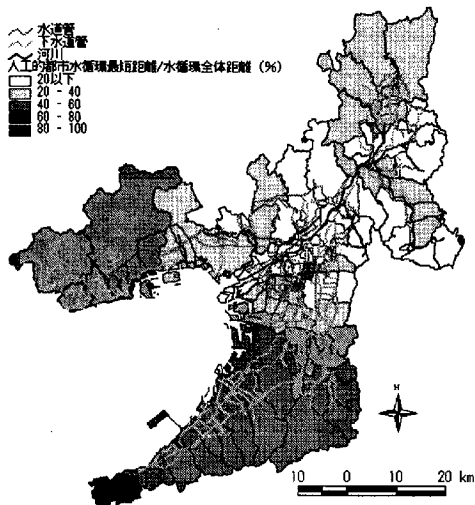 水道管
下水道管
河川
人工的都市水循環最短距離/水循環全体距離 (%)
20以下
20 - 40
40 - 60
60 - 80
80 - 100
N
10 0 10 20 km